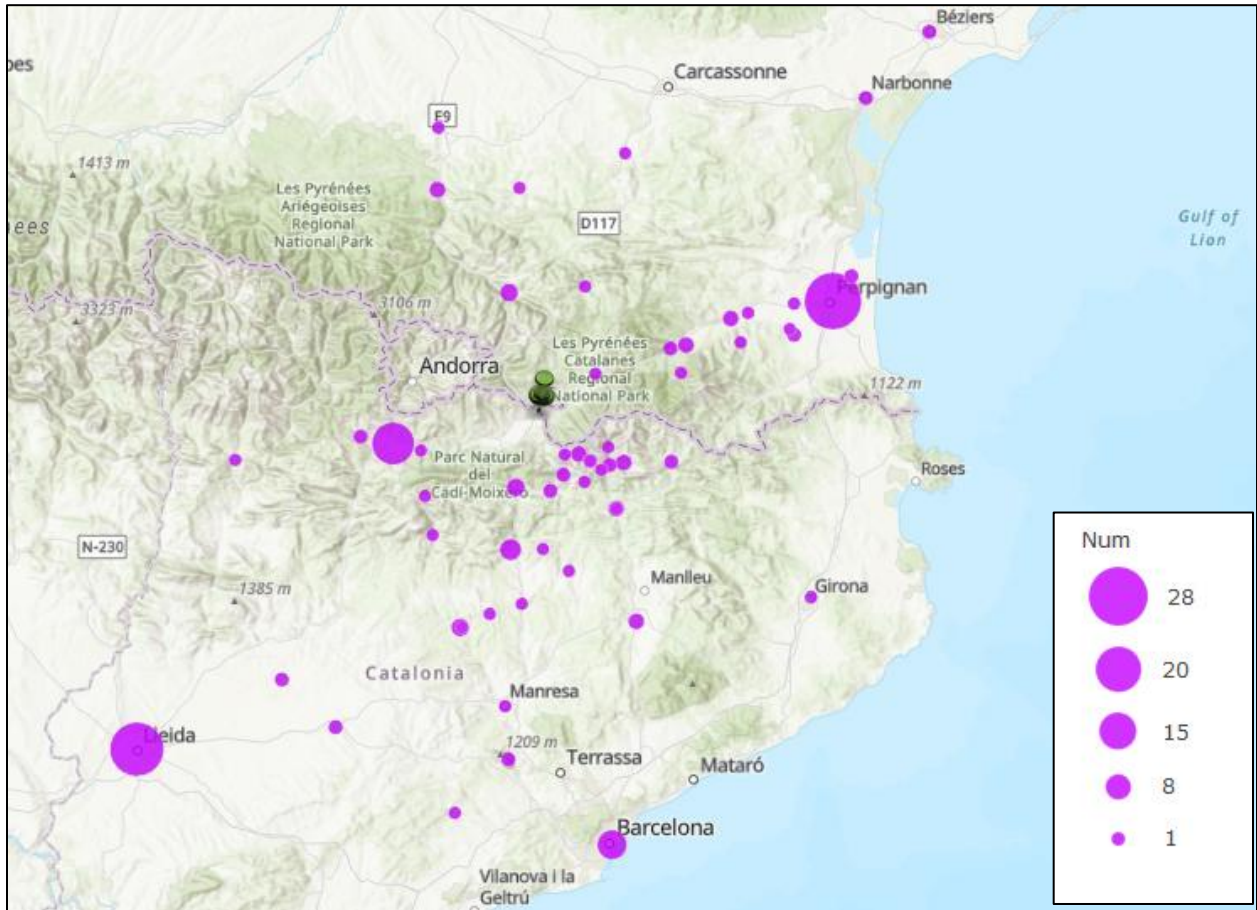 Béziers
Carcassonne
Narbonne
E9
1413 m
Les Pyrénées
Ariégeoises
Regional
National Park
D117
Gulf of
Lion
3323 m
3106 m
Perpignan
Andorra
Les Pyrénées
Catalanes
Regional
National Park
1122 m
Parc Natural
del
Cadí-Moixeró
Roses
N-230
1385 m
Manlleu
Girona
Catalonia
Manresa
Lleida
1209 m
Terrassa
Mataró
Barcelona
Vilanova i la
Geltrú
Num
28
20
15
8
1